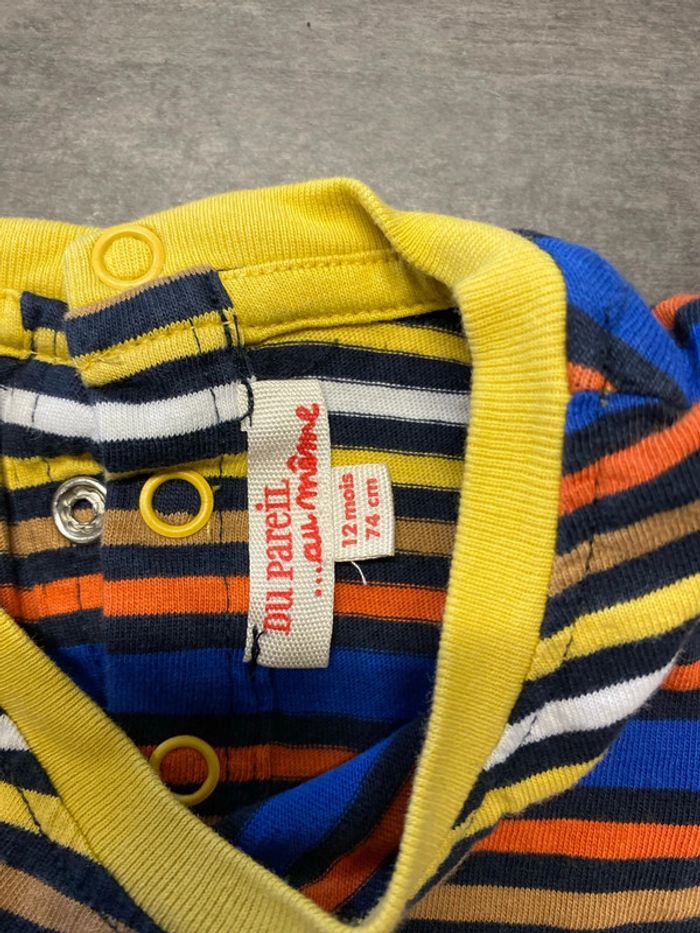 DU PAREIL
...au même
12 mois
74 cm